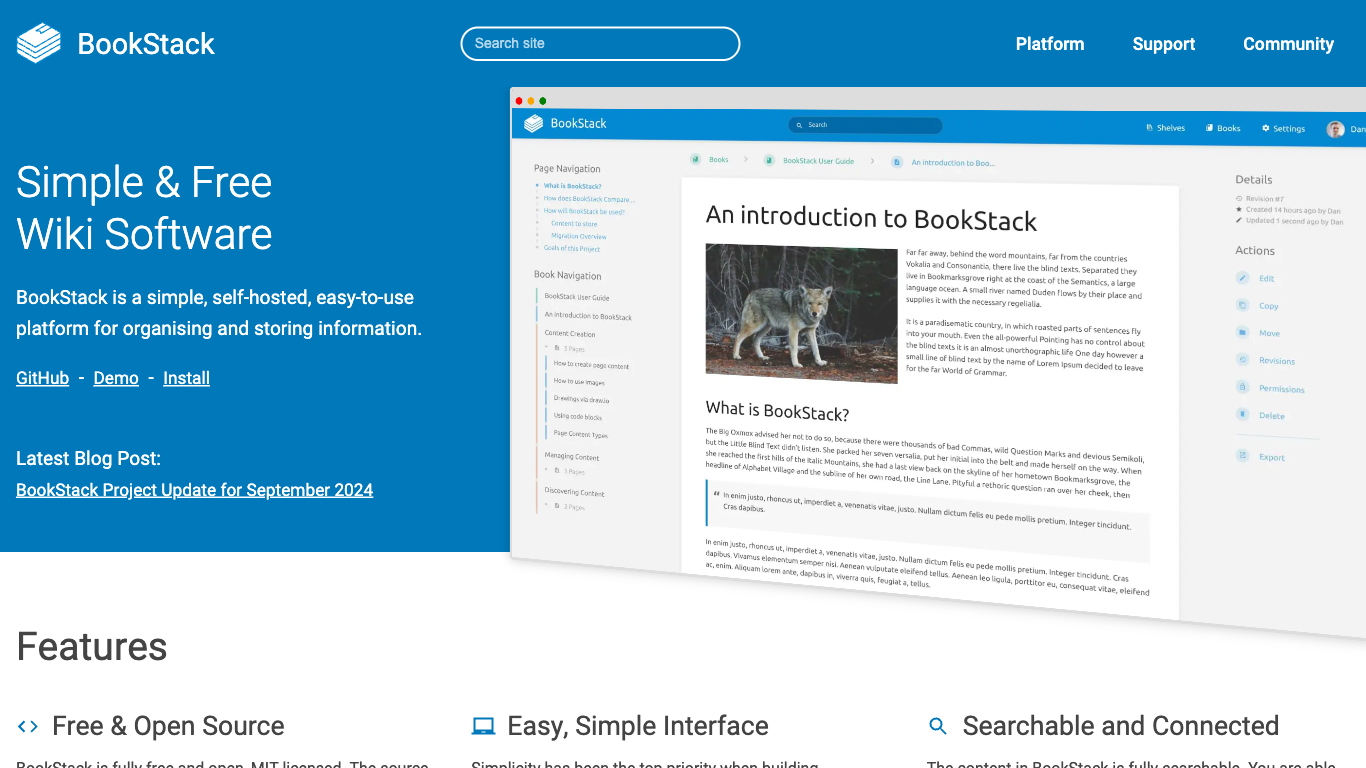 BookStack
Search site
Platform
Support
Community
BookStack
Search
Shelves
Books
Settings
Dan
Simple & Free
Wiki Software
BookStack is a simple, self-hosted, easy-to-use
platform for organising and storing information.
GitHub - Demo - Install
Latest Blog Post:
BookStack Project Update for September 2024
Page Navigation
What is BookStack?
How does BookStack Compare...
How will BookStack be used?
Content to store
Migration Overview
Goals of this Project
Book Navigation
BookStack User Guide
An introduction to BookStack
Content Creation
5 Pages
How to create page content
How to use images
Drawings via draw.io
Using code blocks
Page Content Types
Managing Content
3 Pages
Discovering Content
3 Pages
Books > BookStack User Guide > An introduction to Boo...
An introduction to BookStack
Far far away, behind the word mountains, far from the countries
Vokalia and Consonantia, there live the blind texts. Separated they
live in Bookmarksgrove right at the coast of the Semantics, a large
language ocean. A small river named Duden flows by their place and
supplies it with the necessary regelialia.
It is a paradisematic country, in which roasted parts of sentences fly
into your mouth. Even the all-powerful Pointing has no control about
the blind texts it is an almost unorthographic life One day however a
small line of blind text by the name of Lorem Ipsum decided to leave
for the far World of Grammar.
What is BookStack?
The Big Oxmox advised her not to do so, because there were thousands of bad Commas, wild Question Marks and devious Semikoli,
but the Little Blind Text didn't listen. She packed her seven versalia, put her initial into the belt and made herself on the way. When
she reached the first hills of the Italic Mountains, she had a last view back on the skyline of her hometown Bookmarksgrove, the
headline of Alphabet Village and the subline of her own road, the Line Lane. Pityful a rethoric question ran over her cheek, then
“ In enim justo, rhoncus ut, imperdiet a, venenatis vitae, justo. Nullam dictum felis eu pede mollis pretium. Integer tincidunt.
Cras dapibus.
In enim justo, rhoncus ut, imperdiet a, venenatis vitae, justo. Nullam dictum felis eu pede mollis pretium. Integer tincidunt. Cras
dapibus. Vivamus elementum semper nisi. Aenean vulputate eleifend tellus. Aenean leo ligula, porttitor eu, consequat vitae, eleifend
ac, enim. Aliquam lorem ante, dapibus in, viverra quis, feugiat a, tellus.
Details
Revision #7
Created 14 hours ago by Dan
Updated 1 second ago by Dan
Actions
Edit
Copy
Move
Revisions
Permissions
Delete
Export
Features
Free & Open Source
BookStack is fully free and open, MIT licensed. The source
Easy, Simple Interface
Simplicity has been the top priority when building
Searchable and Connected
The content in BookStack is fully searchable. You are able